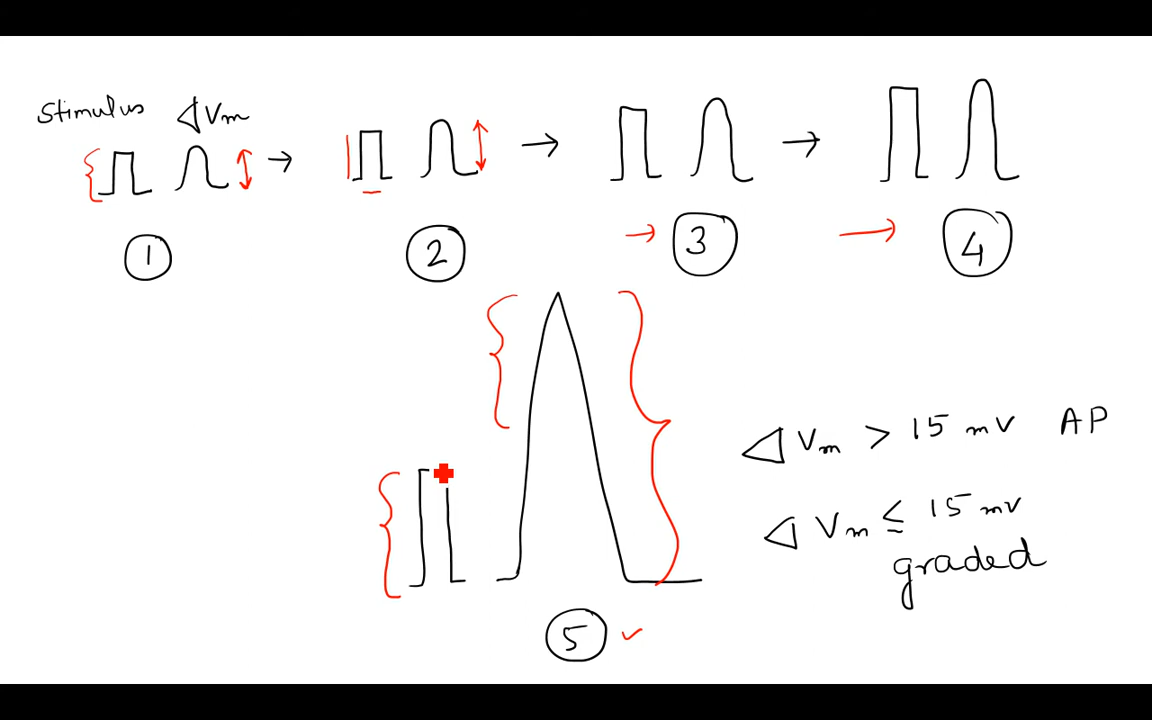 Stimulus ΔVm
→ → →
① ② → ③ → ④
ΔVm > 15 mV AP
ΔVm ≤ 15 mV
graded
⑤ ✓